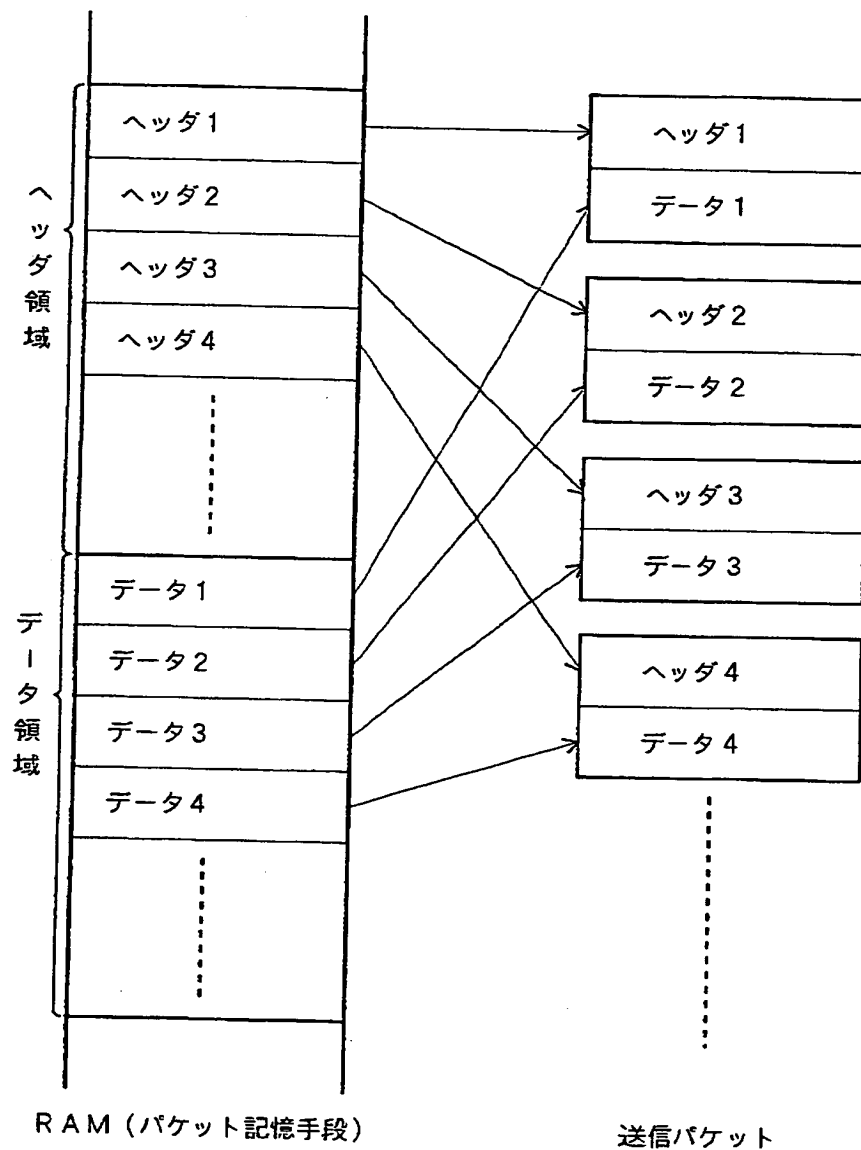 ヘッダ領域
ヘッダ1
ヘッダ2
ヘッダ3
ヘッダ4
データ領域
データ1
データ2
データ3
データ4
RAM(パケット記憶手段)
ヘッダ1
データ1
ヘッダ2
データ2
ヘッダ3
データ3
ヘッダ4
データ4
送信パケット